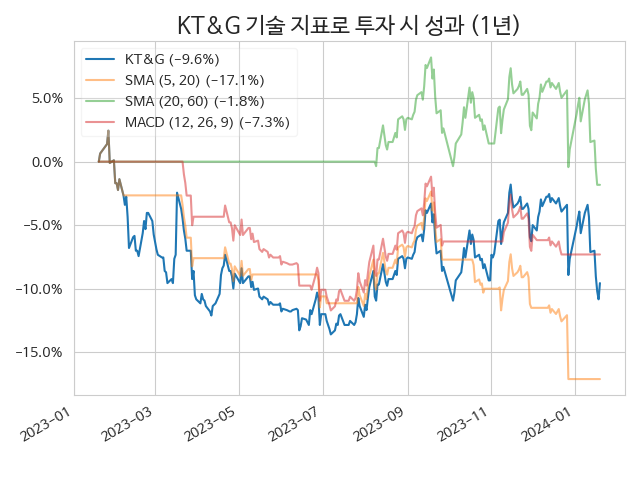 KT&G 기술 지표로 투자 시 성과 (1년)
KT&G (−9.6%)
SMA (5, 20) (−17.1%)
SMA (20, 60) (−1.8%)
MACD (12, 26, 9) (−7.3%)
5.0%
0.0%
−5.0%
−10.0%
−15.0%
2023−01
2023−03
2023−05
2023−07
2023−09
2023−11
2024−01